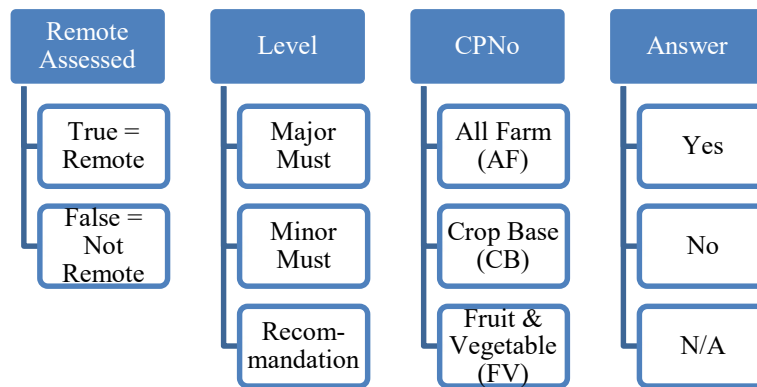 Remote
Assessed
True =
Remote
False =
Not
Remote
Level
Major
Must
Minor
Must
Recom-
mandation
CPNo
All Farm
(AF)
Crop Base
(CB)
Fruit &
Vegetable
(FV)
Answer
Yes
No
N/A